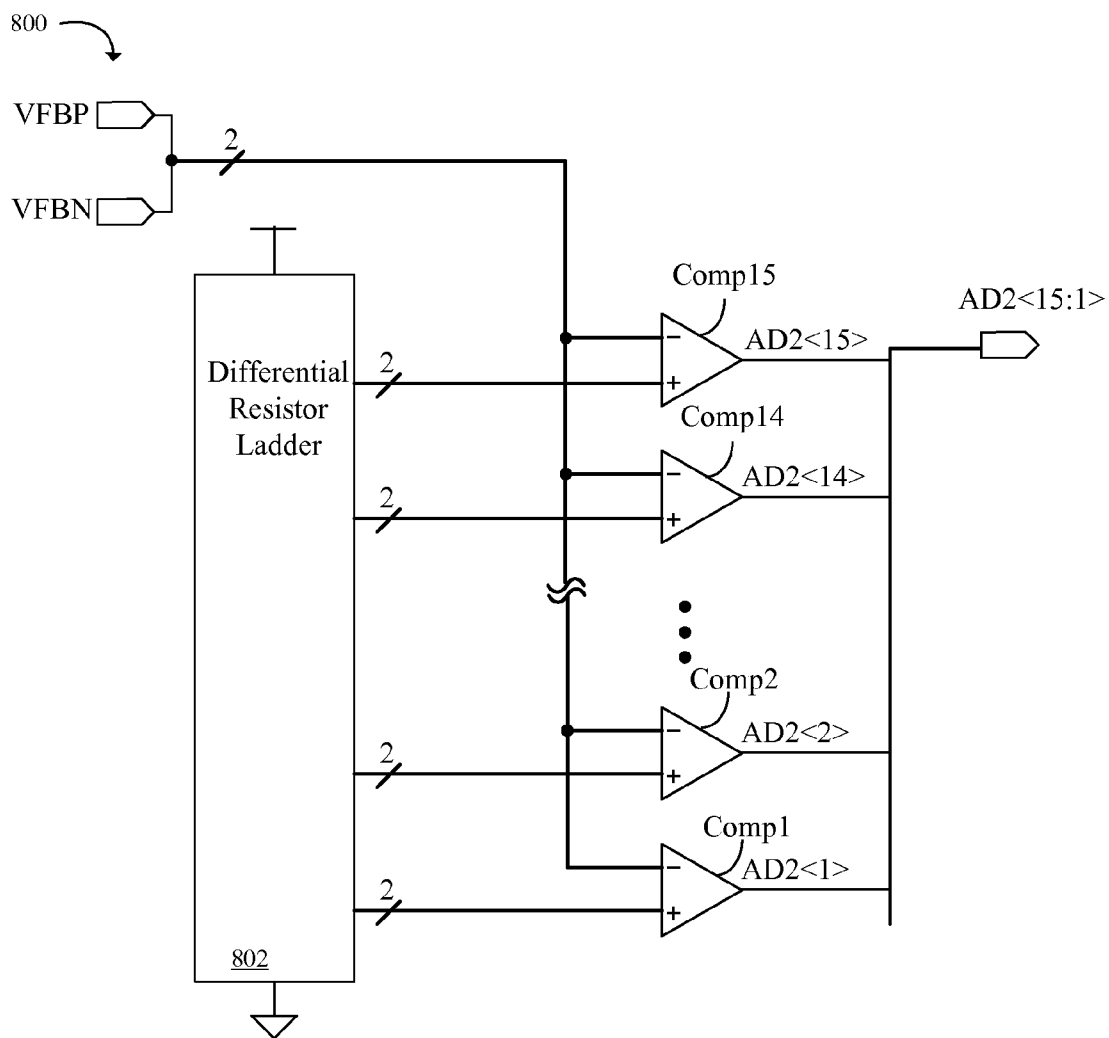 800
VFBP
2
VFBN
Comp15
AD2<15:1>
AD2<15>
2
Differential
Resistor
Ladder
Comp14
AD2<14>
2
Comp2
AD2<2>
2
Comp1
AD2<1>
2
802